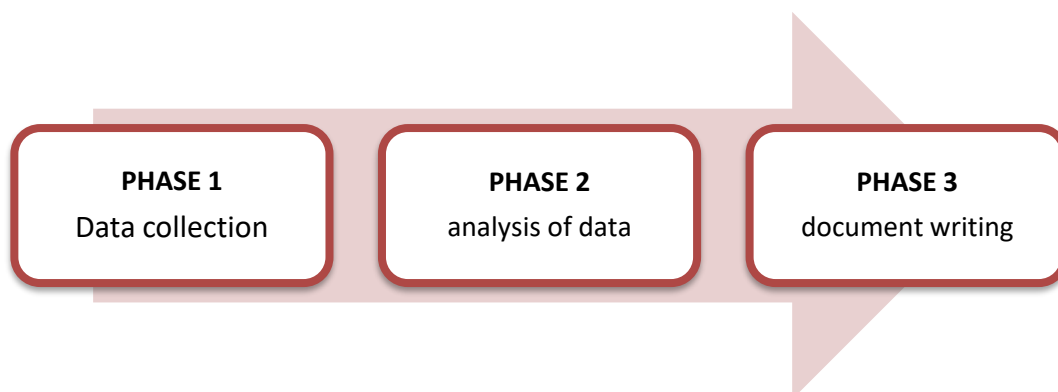 PHASE 1
Data collection
PHASE 2
analysis of data
PHASE 3
document writing